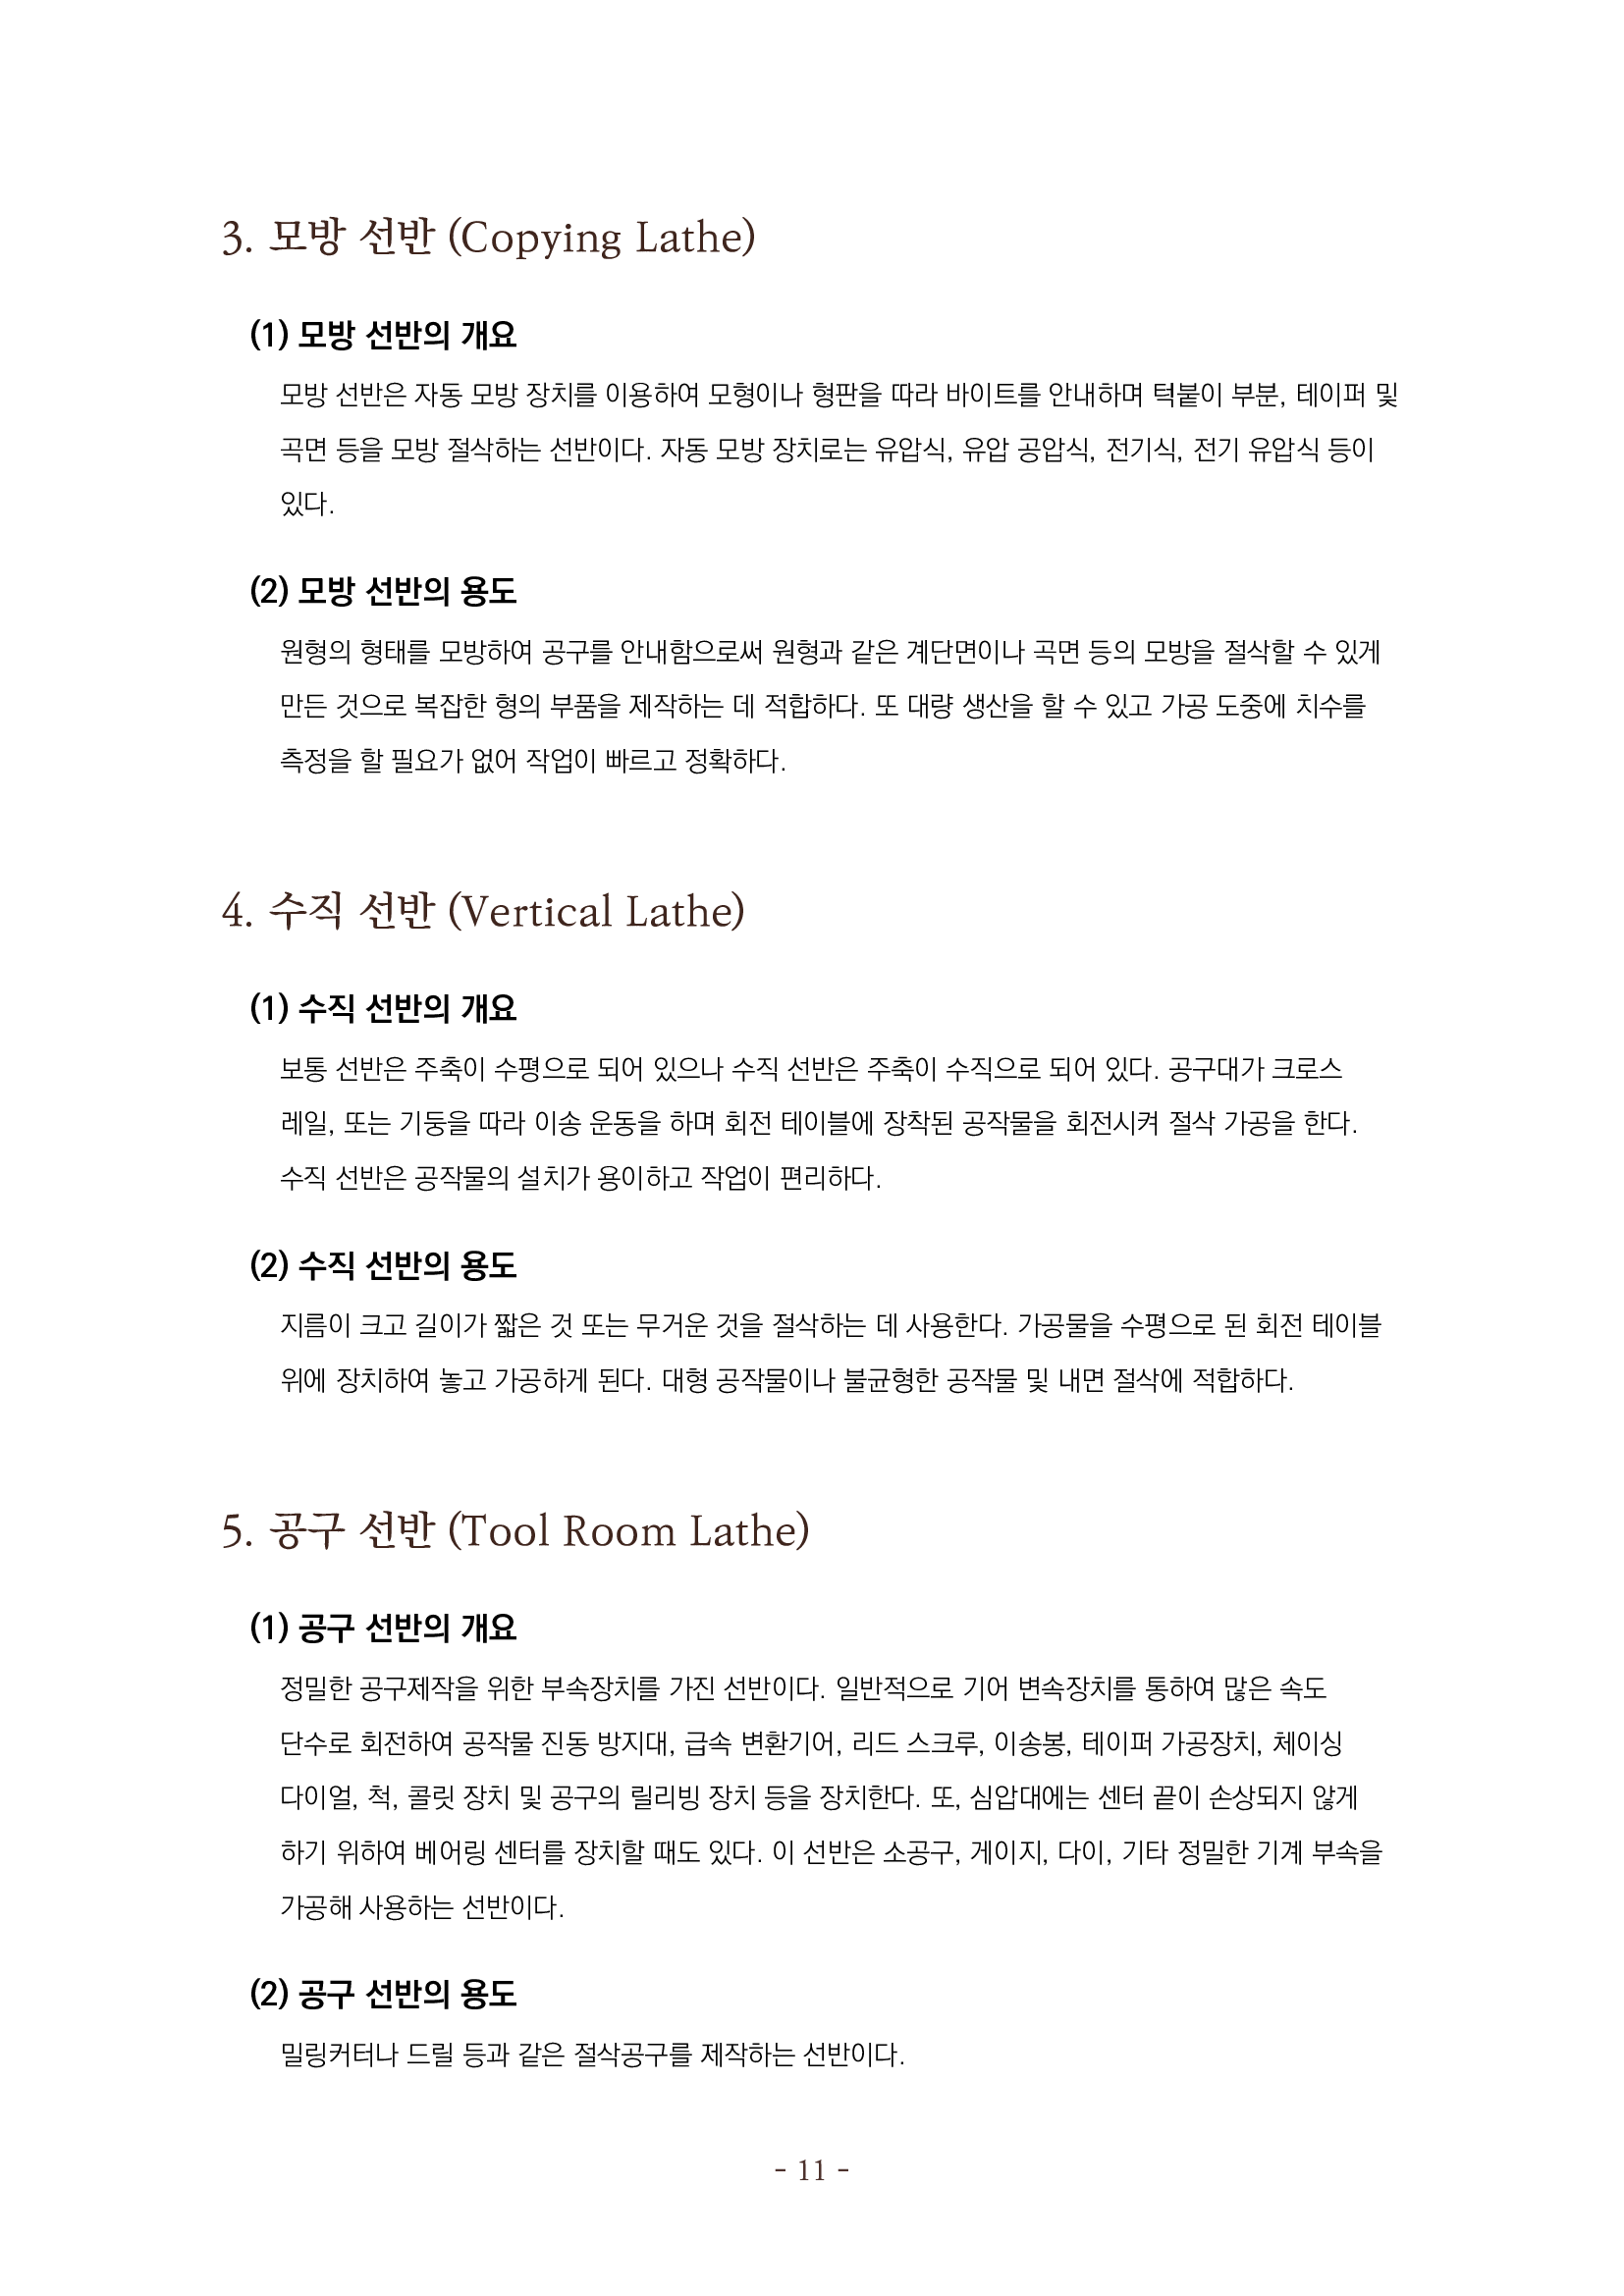 3. 모방 선반 (Copying Lathe)
(1) 모방 선반의 개요
모방 선반은 자동 모방 장치를 이용하여 모형이나 형판을 따라 바이트를 안내하며 턱붙이 부분, 테이퍼 및
곡면 등을 모방 절삭하는 선반이다. 자동 모방 장치로는 유압식, 유압 공압식, 전기식, 전기 유압식 등이
있다.
(2) 모방 선반의 용도
원형의 형태를 모방하여 공구를 안내함으로써 원형과 같은 계단면이나 곡면 등의 모방을 절삭할 수 있게
만든 것으로 복잡한 형의 부품을 제작하는 데 적합하다. 또 대량 생산을 할 수 있고 가공 도중에 치수를
측정을 할 필요가 없어 작업이 빠르고 정확하다.
4. 수직 선반 (Vertical Lathe)
(1) 수직 선반의 개요
보통 선반은 주축이 수평으로 되어 있으나 수직 선반은 주축이 수직으로 되어 있다. 공구대가 크로스
레일, 또는 기둥을 따라 이송 운동을 하며 회전 테이블에 장착된 공작물을 회전시켜 절삭 가공을 한다.
수직 선반은 공작물의 설치가 용이하고 작업이 편리하다.
(2) 수직 선반의 용도
지름이 크고 길이가 짧은 것 또는 무거운 것을 절삭하는 데 사용한다. 가공물을 수평으로 된 회전 테이블
위에 장치하여 놓고 가공하게 된다. 대형 공작물이나 불균형한 공작물 및 내면 절삭에 적합하다.
5. 공구 선반 (Tool Room Lathe)
(1) 공구 선반의 개요
정밀한 공구제작을 위한 부속장치를 가진 선반이다. 일반적으로 기어 변속장치를 통하여 많은 속도
단수로 회전하여 공작물 진동 방지대, 급속 변환기어, 리드 스크루, 이송봉, 테이퍼 가공장치, 체이싱
다이얼, 척, 콜릿 장치 및 공구의 릴리빙 장치 등을 장치한다. 또, 심압대에는 센터 끝이 손상되지 않게
하기 위하여 베어링 센터를 장치할 때도 있다. 이 선반은 소공구, 게이지, 다이, 기타 정밀한 기계 부속을
가공해 사용하는 선반이다.
(2) 공구 선반의 용도
밀링커터나 드릴 등과 같은 절삭공구를 제작하는 선반이다.
- 11 -